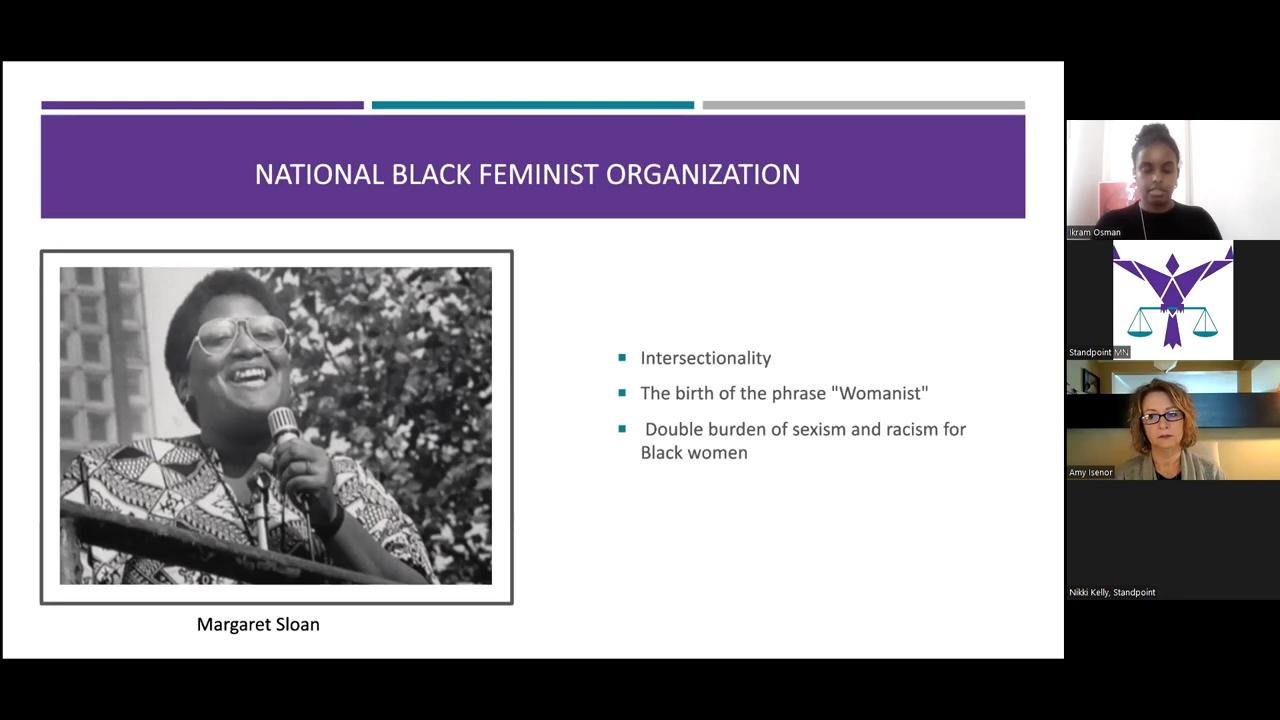 NATIONAL BLACK FEMINIST ORGANIZATION
Intersectionality
The birth of the phrase "Womanist"
Double burden of sexism and racism for
Black women
Margaret Sloan
Ikram Osman
Standpoint MN
Amy Isenor
Nikki Kelly, Standpoint